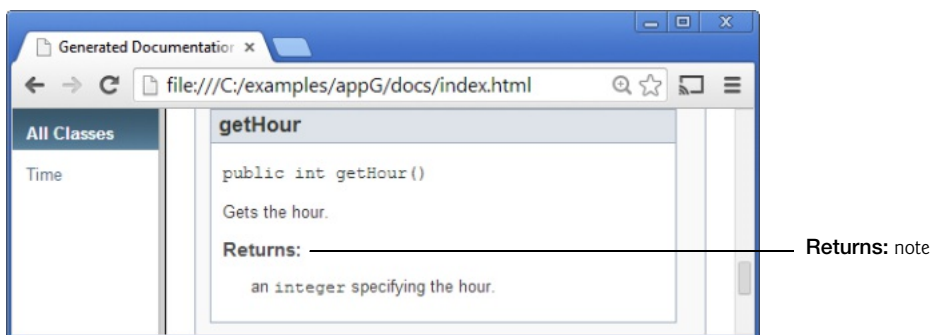 Generated Documentatior
file:///C:/examples/appG/docs/index.html
All Classes
Time
getHour
public int getHour()
Gets the hour.
Returns:
an integer specifying the hour.
Returns: note